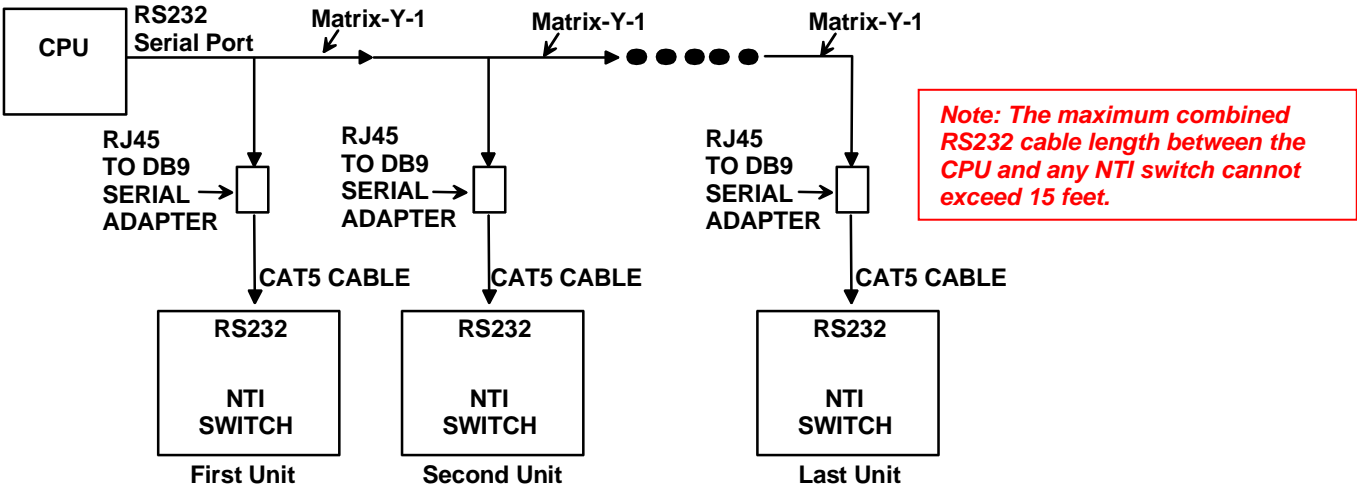 RS232
Serial Port
CPU
Matrix-Y-1
Matrix-Y-1
Matrix-Y-1
Note: The maximum combined
RS232 cable length between the
CPU and any NTI switch cannot
exceed 15 feet.
RJ45
TO DB9
SERIAL
ADAPTER
RJ45
TO DB9
SERIAL
ADAPTER
RJ45
TO DB9
SERIAL
ADAPTER
CAT5 CABLE
CAT5 CABLE
CAT5 CABLE
RS232
NTI
SWITCH
First Unit
RS232
NTI
SWITCH
Second Unit
RS232
NTI
SWITCH
Last Unit